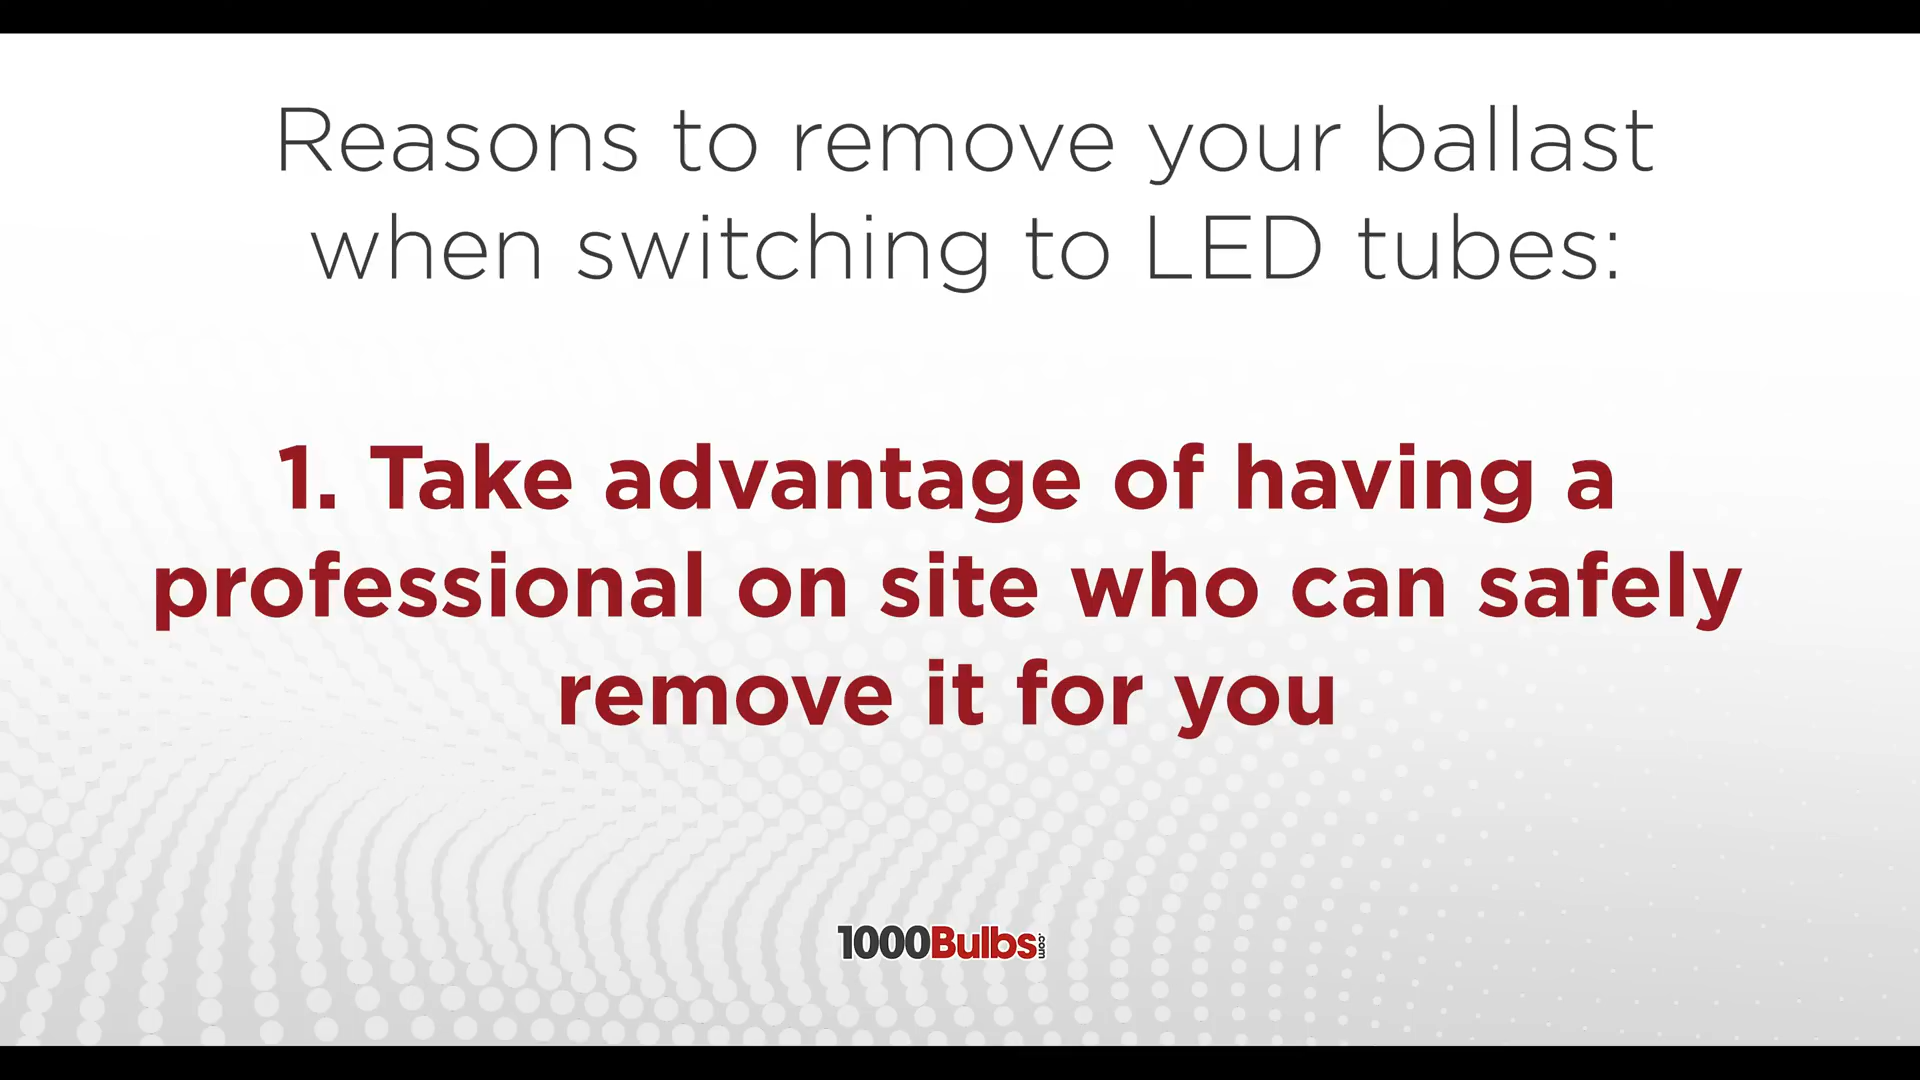 Reasons to remove your ballast
when switching to LED tubes:
1. Take advantage of having a
professional on site who can safely
remove it for you
1000Bulbs.com